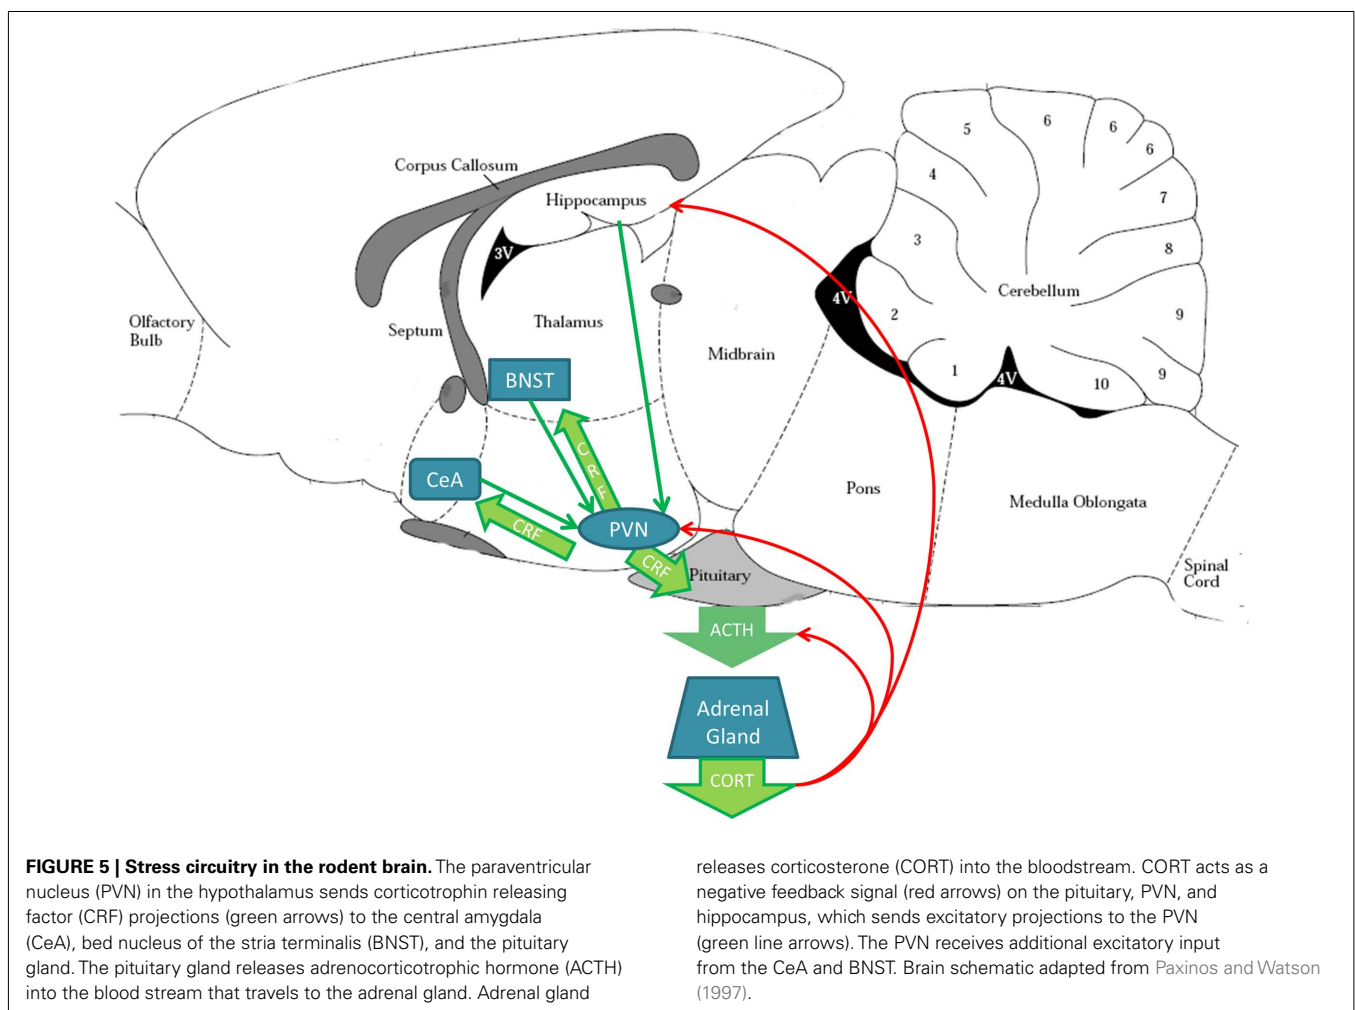 Corpus Callosum
Hippocampus
3V
Olfactory
Bulb
Septum
Thalamus
Midbrain
4V
Cerebellum
1
2
3
4
5
6
6
6
7
8
9
9
10
4V
BNST
CRF
CeA
CRF
PVN
CRF
Pituitary
Pons
Medulla Oblongata
Spinal
Cord
ACTH
Adrenal
Gland
CORT
FIGURE 5 | Stress circuitry in the rodent brain. The paraventricular
nucleus (PVN) in the hypothalamus sends corticotrophin releasing
factor (CRF) projections (green arrows) to the central amygdala
(CeA), bed nucleus of the stria terminalis (BNST), and the pituitary
gland. The pituitary gland releases adrenocorticotrophic hormone (ACTH)
into the blood stream that travels to the adrenal gland. Adrenal gland
releases corticosterone (CORT) into the bloodstream. CORT acts as a
negative feedback signal (red arrows) on the pituitary, PVN, and
hippocampus, which sends excitatory projections to the PVN
(green line arrows). The PVN receives additional excitatory input
from the CeA and BNST. Brain schematic adapted from Paxinos and Watson
(1997).